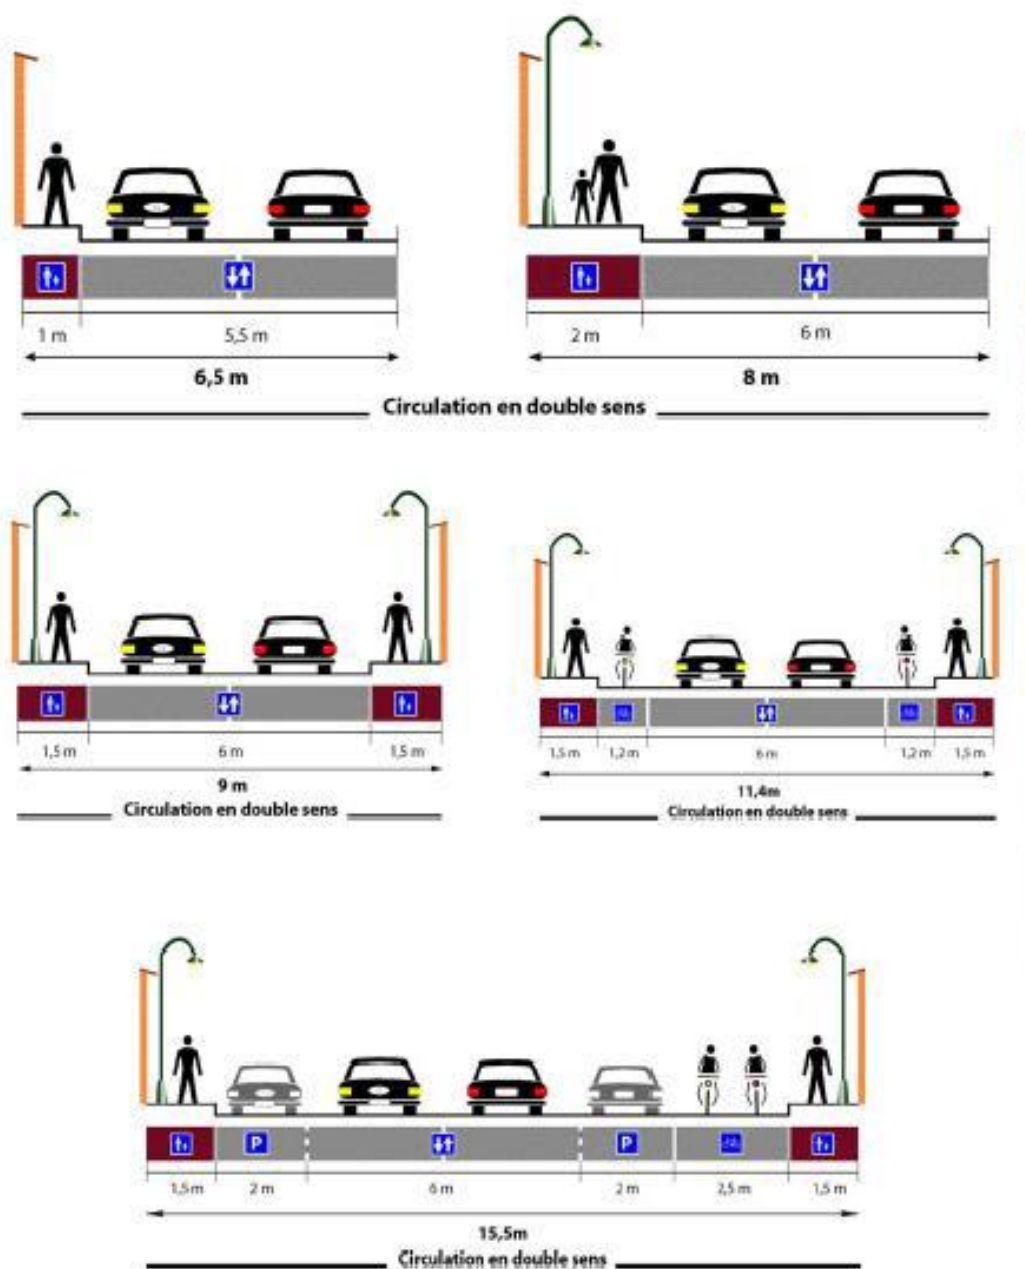 1 m 5,5 m
6,5 m
2 m 6 m
8 m
Circulation en double sens
1,5 m 6 m 1,5 m
9 m
Circulation en double sens
1,5 m 1,2 m 6 m 1,2 m 1,5 m
11,4m
Circulation en double sens
P P
1,5 m 2 m 6 m 2 m 2,5 m 1,5 m
15,5m
Circulation en double sens